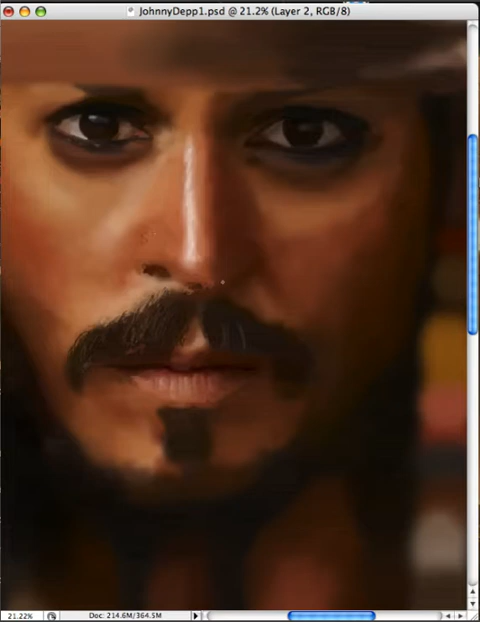 JohnnyDepp1.psd @ 21.2% (Layer 2, RGB/8)
21.22%
Doc: 214.6M/364.5M